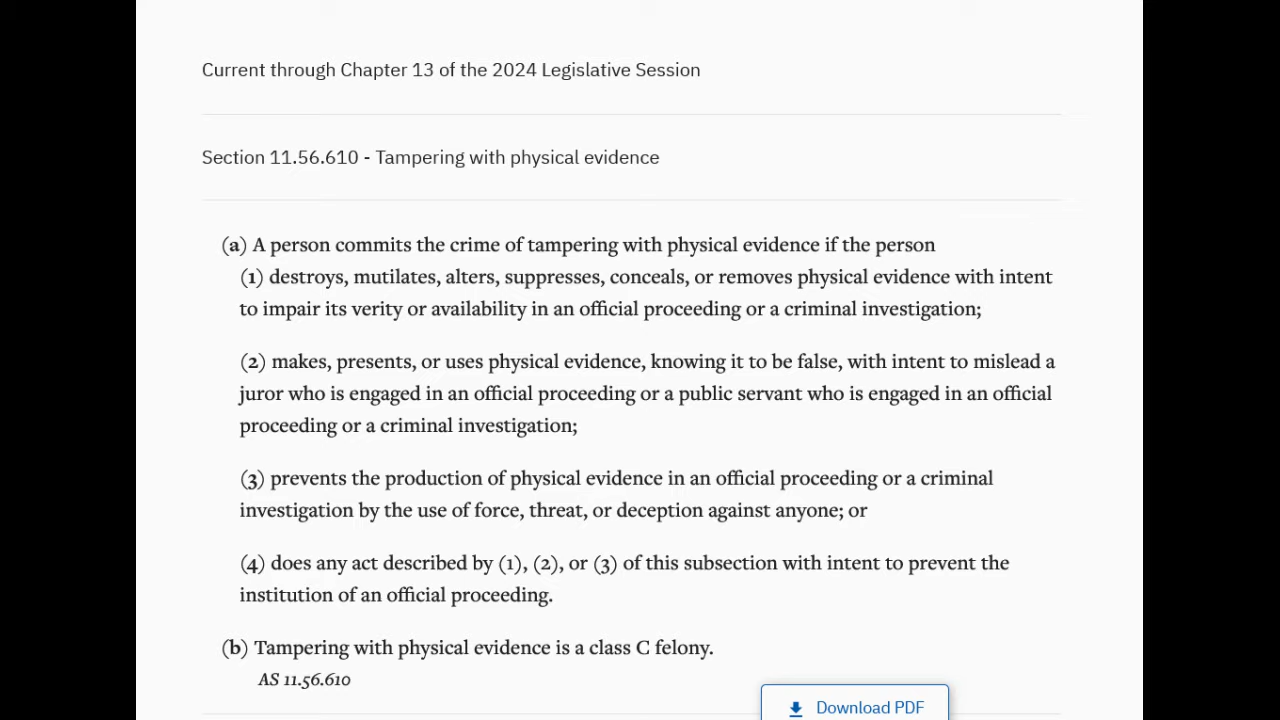 Current through Chapter 13 of the 2024 Legislative Session
Section 11.56.610 - Tampering with physical evidence
(a) A person commits the crime of tampering with physical evidence if the person
(1) destroys, mutilates, alters, suppresses, conceals, or removes physical evidence with intent
to impair its verity or availability in an official proceeding or a criminal investigation;
(2) makes, presents, or uses physical evidence, knowing it to be false, with intent to mislead a
juror who is engaged in an official proceeding or a public servant who is engaged in an official
proceeding or a criminal investigation;
(3) prevents the production of physical evidence in an official proceeding or a criminal
investigation by the use of force, threat, or deception against anyone; or
(4) does any act described by (1), (2), or (3) of this subsection with intent to prevent the
institution of an official proceeding.
(b) Tampering with physical evidence is a class C felony.
AS 11.56.610
Download PDF